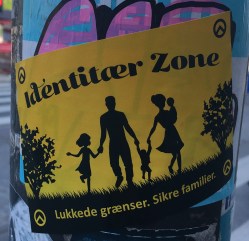 Identitær Zone
Lukkede grænser. Sikre familier.